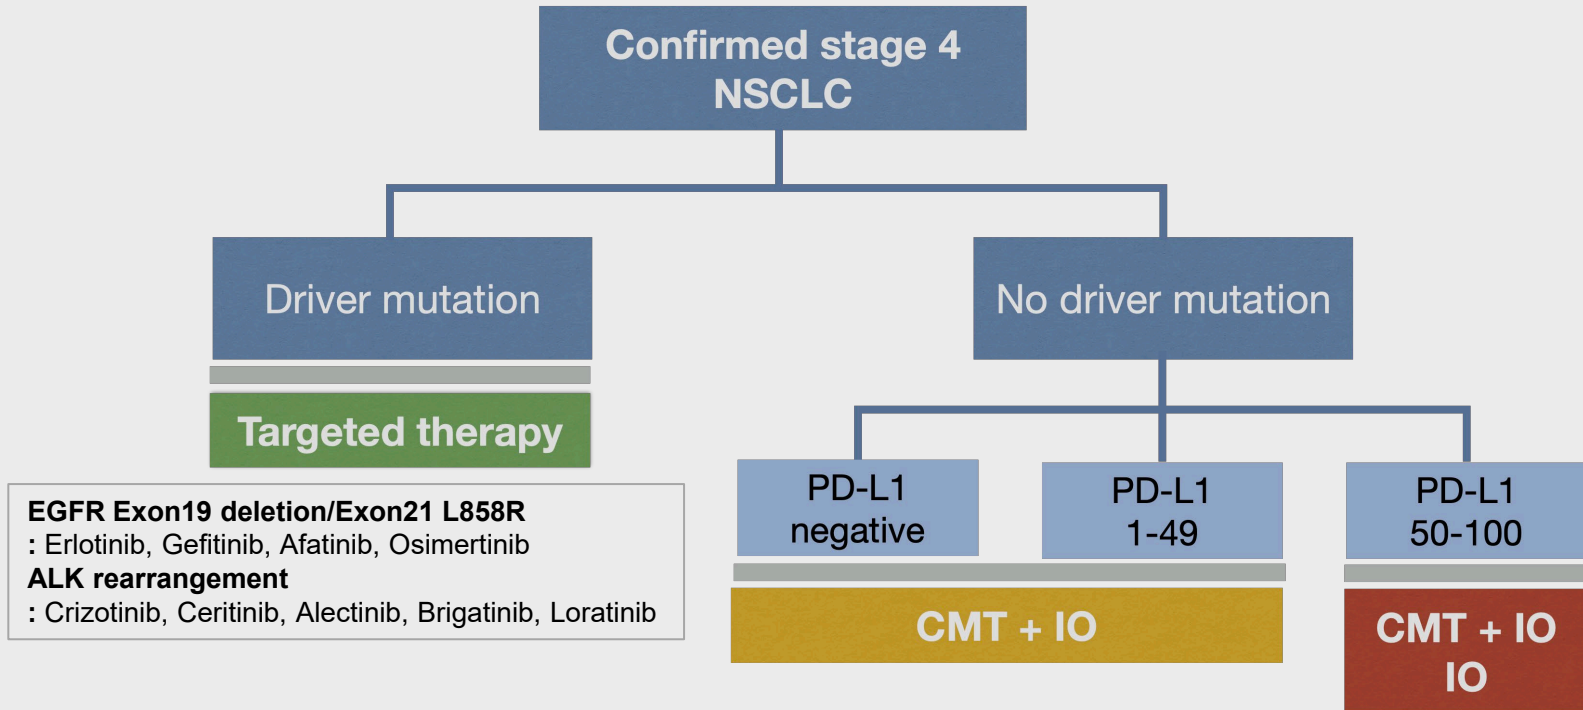 Confirmed stage 4
NSCLC
Driver mutation
No driver mutation
Targeted therapy
EGFR Exon19 deletion/Exon21 L858R
: Erlotinib, Gefitinib, Afatinib, Osimertinib
ALK rearrangement
: Crizotinib, Ceritinib, Alectinib, Brigatinib, Loratinib
PD-L1
negative
PD-L1
1-49
PD-L1
50-100
CMT + IO
CMT + IO
IO